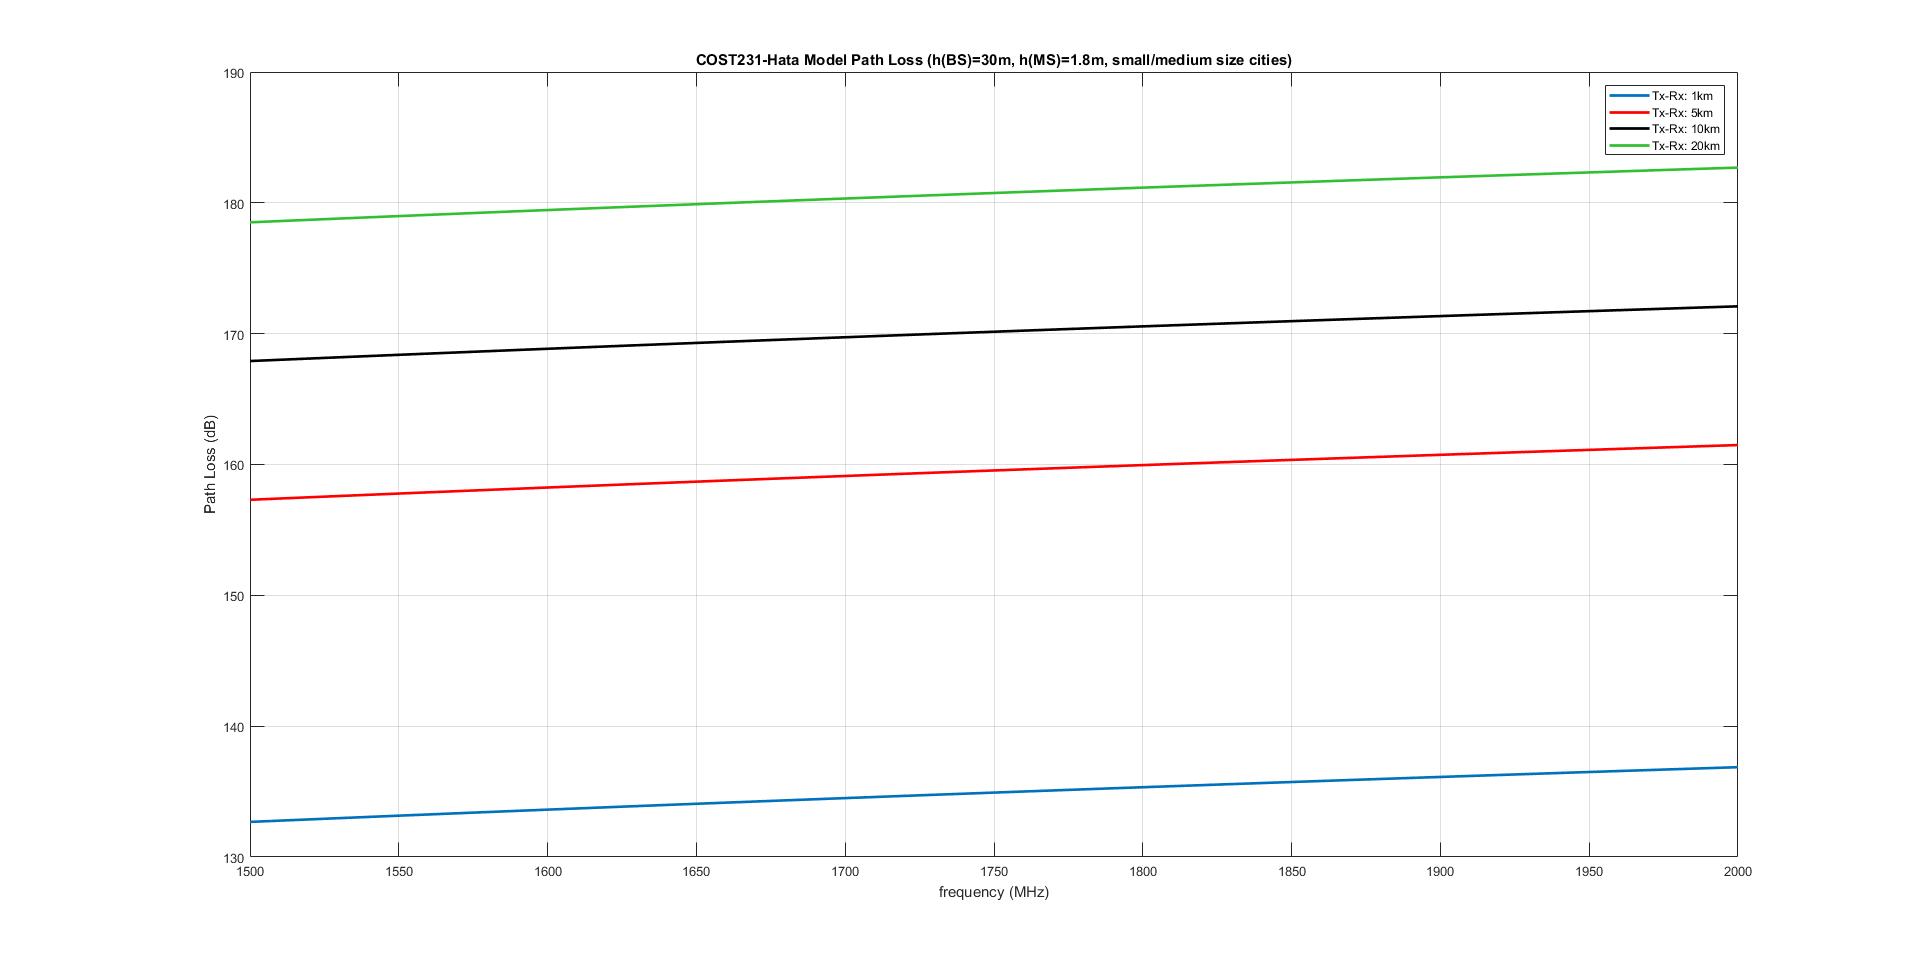 COST231-Hata Model Path Loss (h(BS)=30m, h(MS)=1.8m, small/medium size cities)
190
180
170
160
150
140
130
Path Loss (dB)
Tx-Rx: 1km
Tx-Rx: 5km
Tx-Rx: 10km
Tx-Rx: 20km
1500 1550 1600 1650 1700 1750 1800 1850 1900 1950 2000
frequency (MHz)